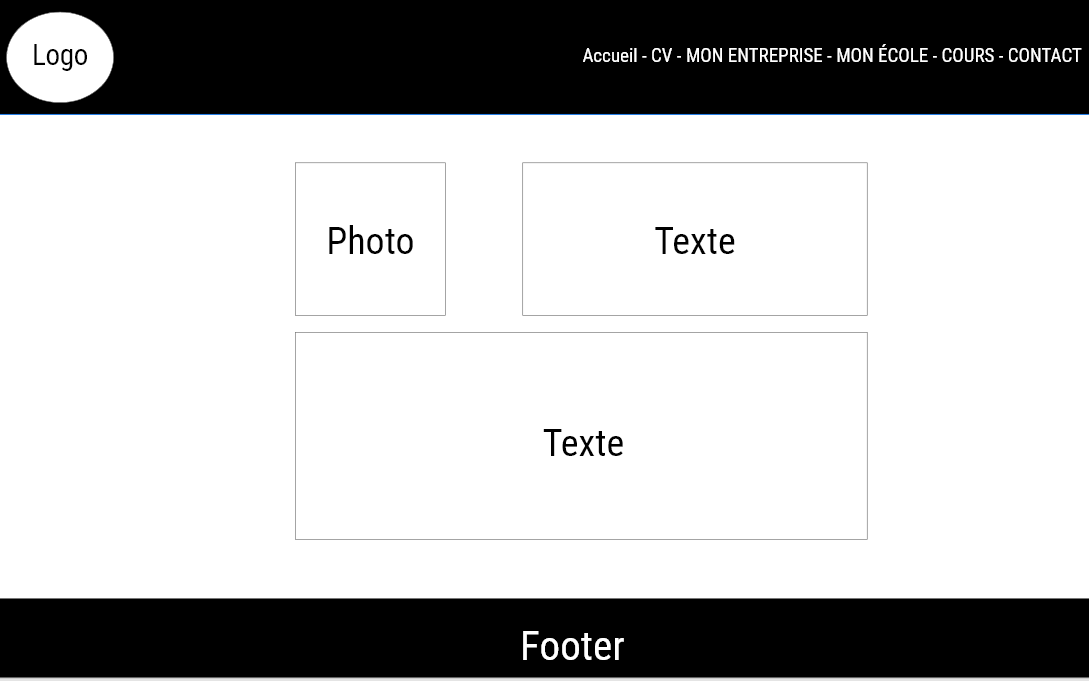 Logo
Accueil - CV - MON ENTREPRISE - MON ÉCOLE - COURS - CONTACT
Photo
Texte
Texte
Footer